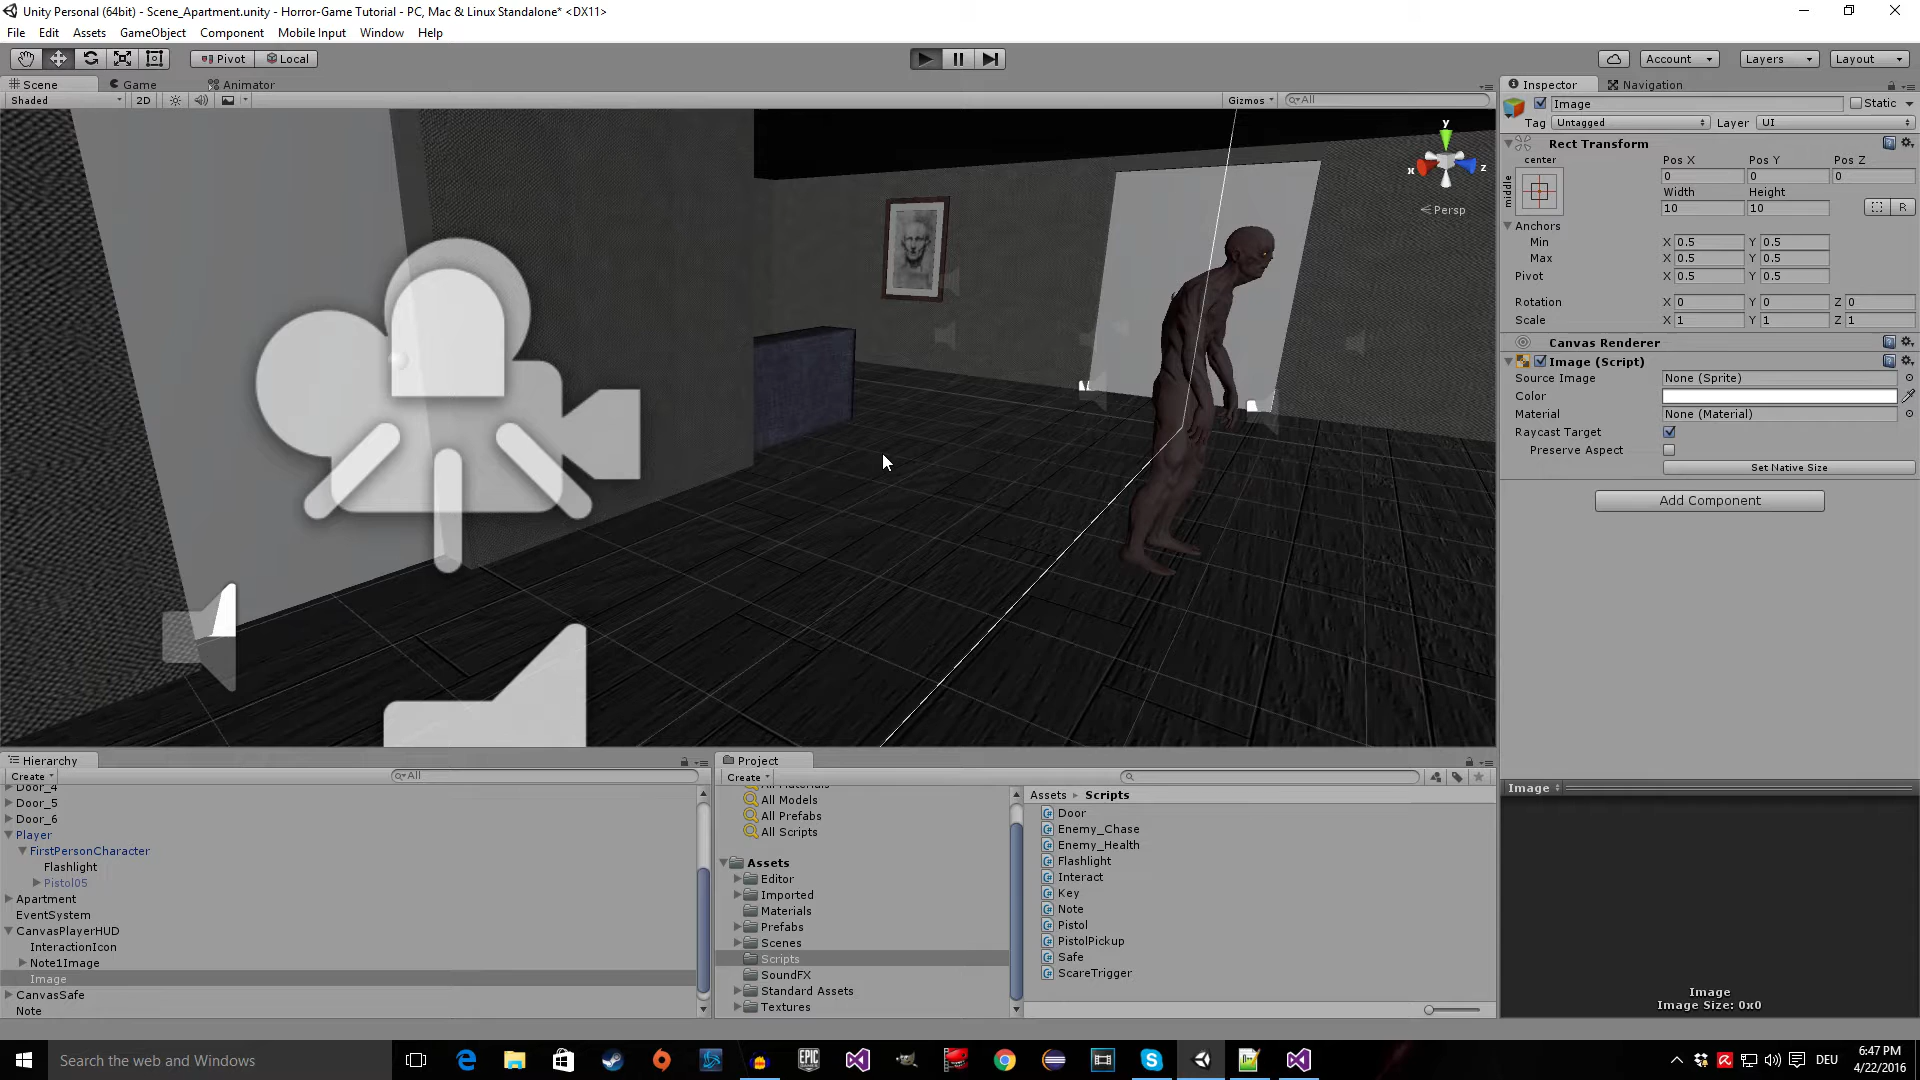 Unity Personal (64bit) - Scene_Apartment.unity - Horror-Game Tutorial - PC, Mac & Linux Standalone* <DX11>
File Edit Assets GameObject Component Mobile Input Window Help
Pivot Local Account Layers Layout
Scene Game Animator
Shaded 2D Gizmos All
y
x z
Persp
Inspector Navigation
Image Static
Tag Untagged Layer UI
Rect Transform
center Pos X Pos Y Pos Z
middle 0 0 0
Width Height
10 10 R
Anchors
Min X 0.5 Y 0.5
Max X 0.5 Y 0.5
Pivot X 0.5 Y 0.5
Rotation X 0 Y 0 Z 0
Scale X 1 Y 1 Z 1
Canvas Renderer
Image (Script)
Source Image None (Sprite)
Color
Material None (Material)
Raycast Target
Preserve Aspect
Set Native Size
Add Component
Hierarchy
Create All
Door_4
Door_5
Door_6
Player
FirstPersonCharacter
Flashlight
Pistol05
Apartment
EventSystem
CanvasPlayerHUD
InteractionIcon
Note1Image
Image
CanvasSafe
Note
Project
Create
All Materials
All Models
All Prefabs
All Scripts
Assets
Editor
Imported
Materials
Prefabs
Scenes
Scripts
SoundFX
Standard Assets
Textures
Assets Scripts
Door
Enemy_Chase
Enemy_Health
Flashlight
Interact
Key
Note
Pistol
PistolPickup
Safe
ScareTrigger
Image
Image
Image Size: 0x0
Search the web and Windows
EPIC GAMES
DEU
6:47 PM
4/22/2016